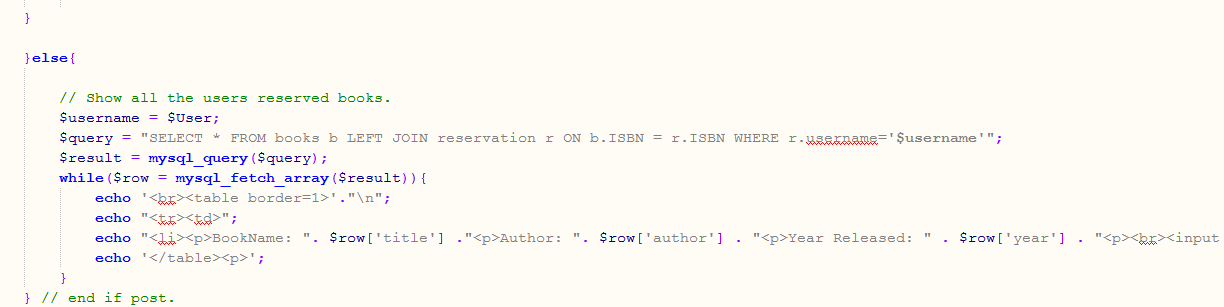 }
}else{
// Show all the users reserved books.
$username = $User;
$query = "SELECT * FROM books b LEFT JOIN reservation r ON b.ISBN = r.ISBN WHERE r.username='$username'";
$result = mysql_query($query);
while($row = mysql_fetch_array($result)){
echo '<br><table border=1>'."\n";
echo "<tr><td>";
echo "<li><p>BookName: ". $row['title'] ."<p>Author: ". $row['author'] . "<p>Year Released: " . $row['year'] . "<p><br><input
echo '</table><p>';
}
} // end if post.